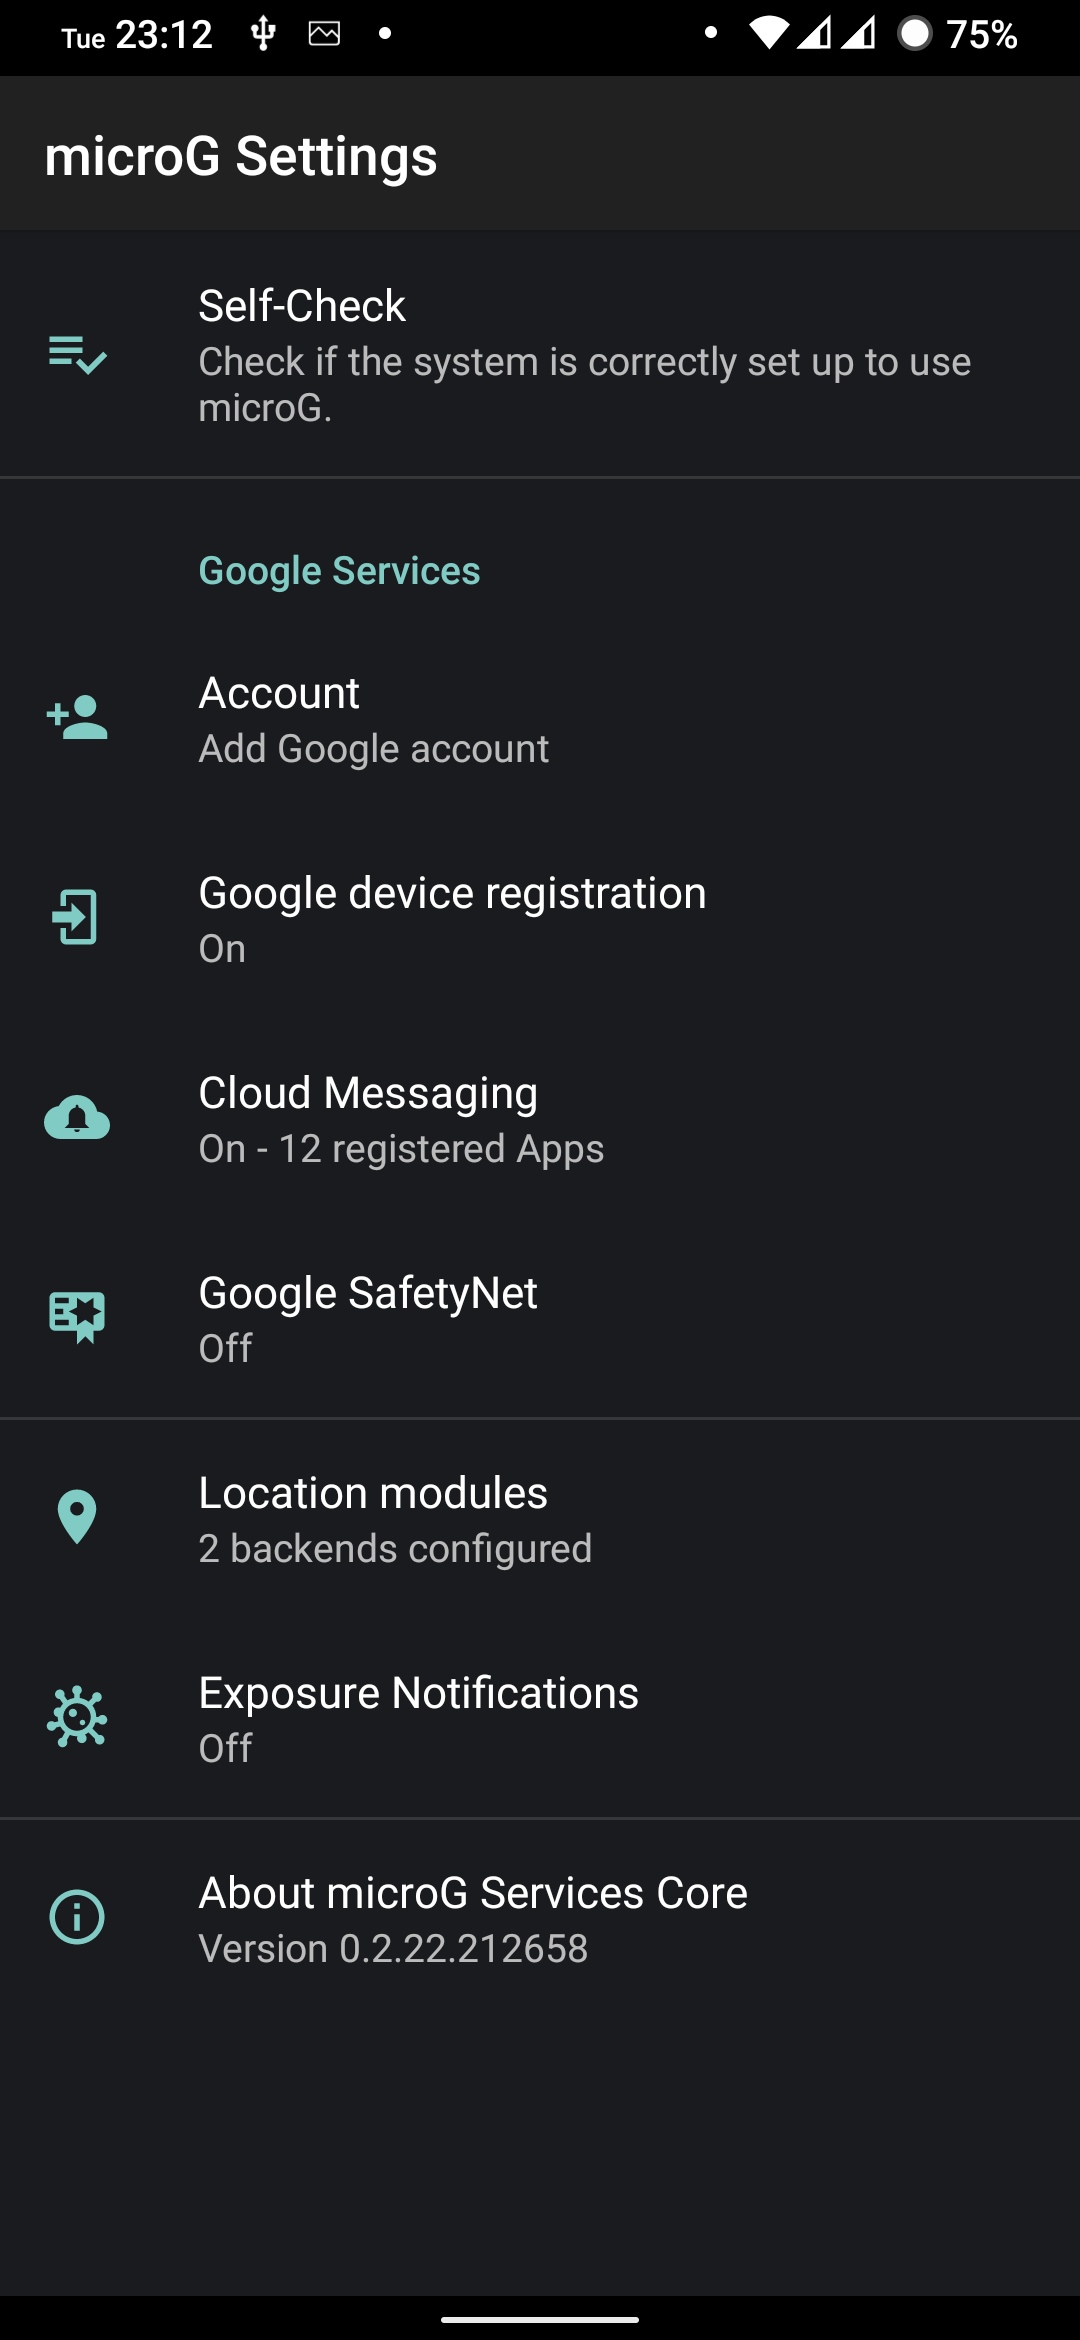 Tue 23:12 75%
microG Settings
Self-Check
Check if the system is correctly set up to use
microG.
Google Services
Account
Add Google account
Google device registration
On
Cloud Messaging
On - 12 registered Apps
Google SafetyNet
Off
Location modules
2 backends configured
Exposure Notifications
Off
About microG Services Core
Version 0.2.22.212658